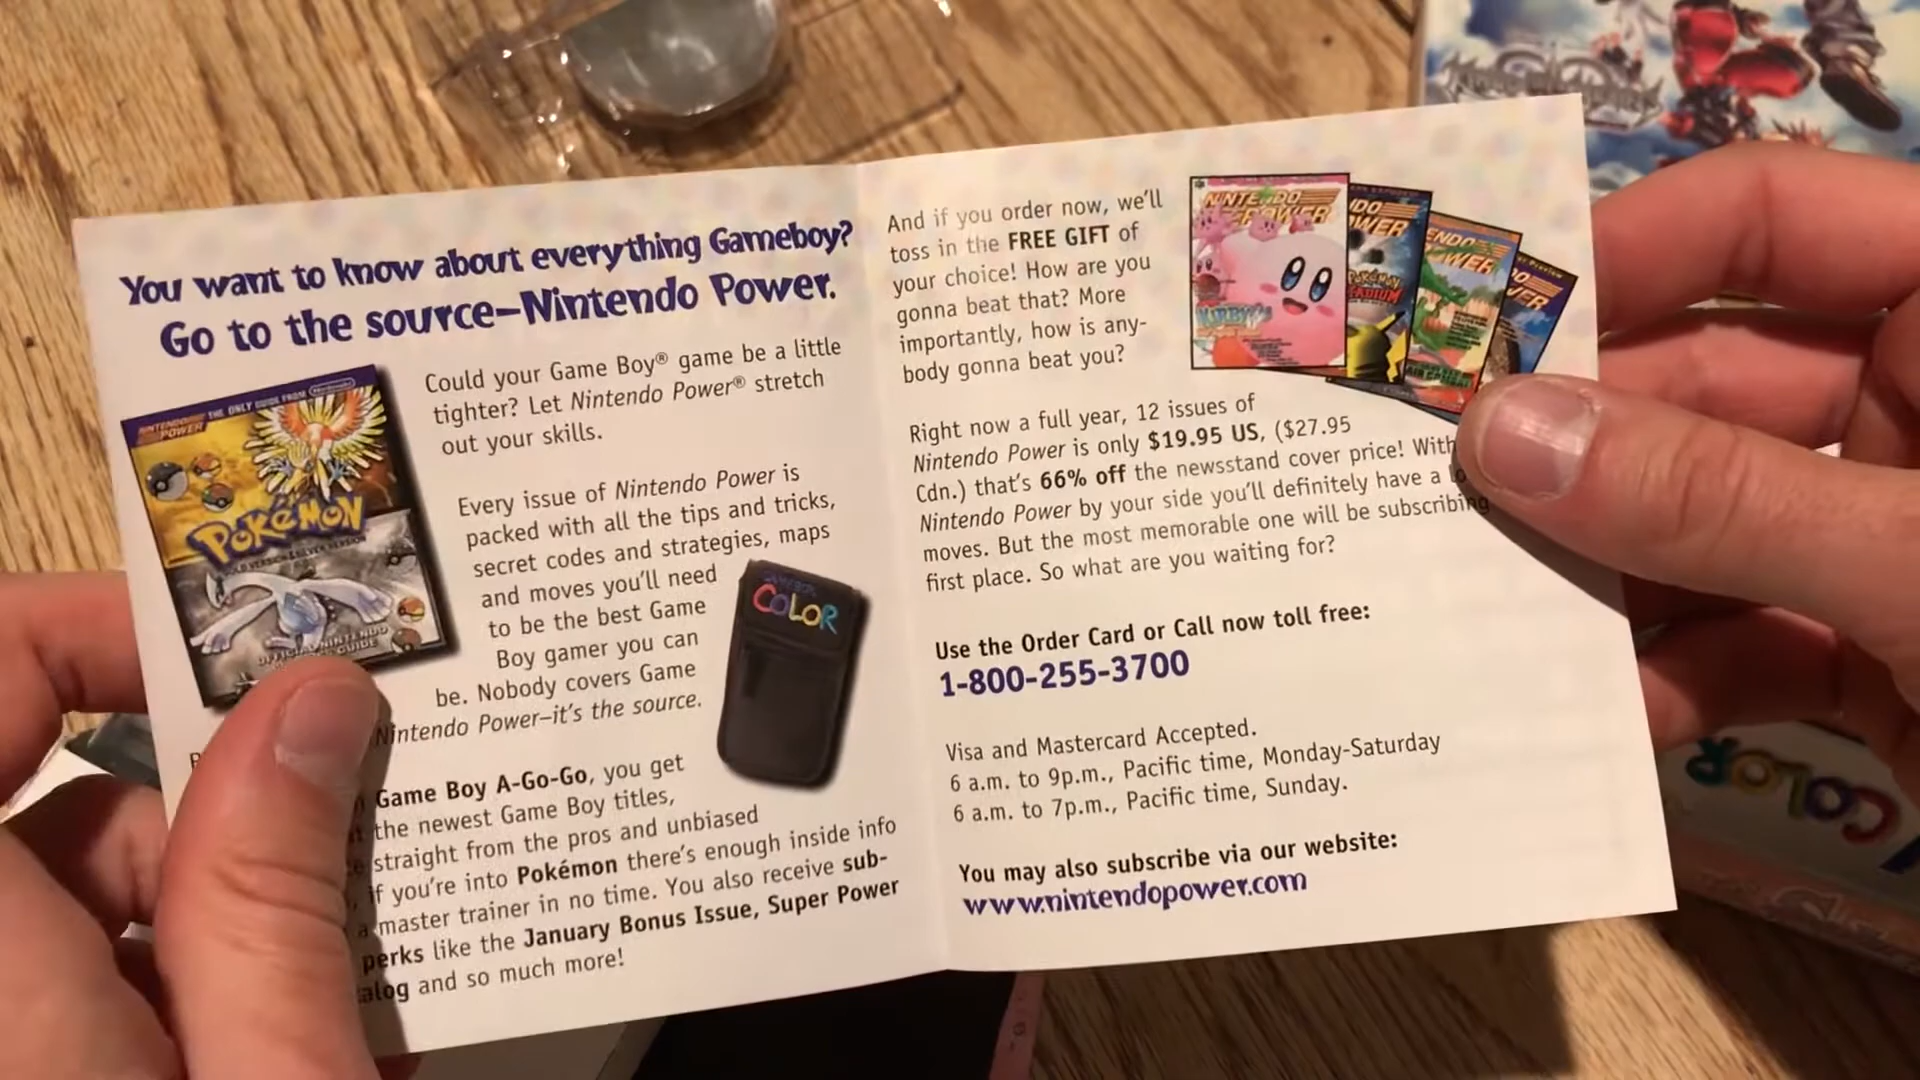 You want to know about everything Gameboy?
Go to the source—Nintendo Power.
NINTENDO POWER
THE ONLY GUIDE FROM Nintendo
Pokémon
OFFICIAL NINTENDO
GUIDE
Could your Game Boy® game be a little
tighter? Let Nintendo Power® stretch
out your skills.
Every issue of Nintendo Power is
packed with all the tips and tricks,
secret codes and strategies, maps
and moves you'll need
to be the best Game
Boy gamer you can
be. Nobody covers Game
Nintendo Power—it's the source.
COLOR
Game Boy A-Go-Go, you get
the newest Game Boy titles,
straight from the pros and unbiased
if you're into Pokémon there's enough inside info
a master trainer in no time. You also receive sub-
perks like the January Bonus Issue, Super Power
alog and so much more!
And if you order now, we'll
toss in the FREE GIFT of
your choice! How are you
gonna beat that? More
importantly, how is any-
body gonna beat you?
NINTENDO POWER
KIRBY
Right now a full year, 12 issues of
Nintendo Power is only $19.95 US, ($27.95
Cdn.) that's 66% off the newsstand cover price! With
Nintendo Power by your side you'll definitely have a
moves. But the most memorable one will be subscribing
first place. So what are you waiting for?
Use the Order Card or Call now toll free:
1-800-255-3700
Visa and Mastercard Accepted.
6 a.m. to 9p.m., Pacific time, Monday-Saturday
6 a.m. to 7p.m., Pacific time, Sunday.
You may also subscribe via our website:
www.nintendopower.com
COLOR